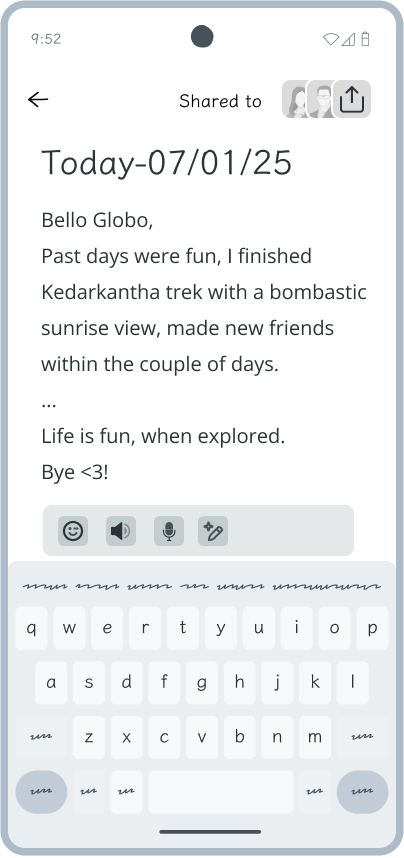 9:52
Shared to
Today-07/01/25
Bello Globo,
Past days were fun, I finished
Kedarkantha trek with a bombastic
sunrise view, made new friends
within the couple of days.
...
Life is fun, when explored.
Bye <3!
q w e r t y u i o p
a s d f g h j k l
z x c v b n m